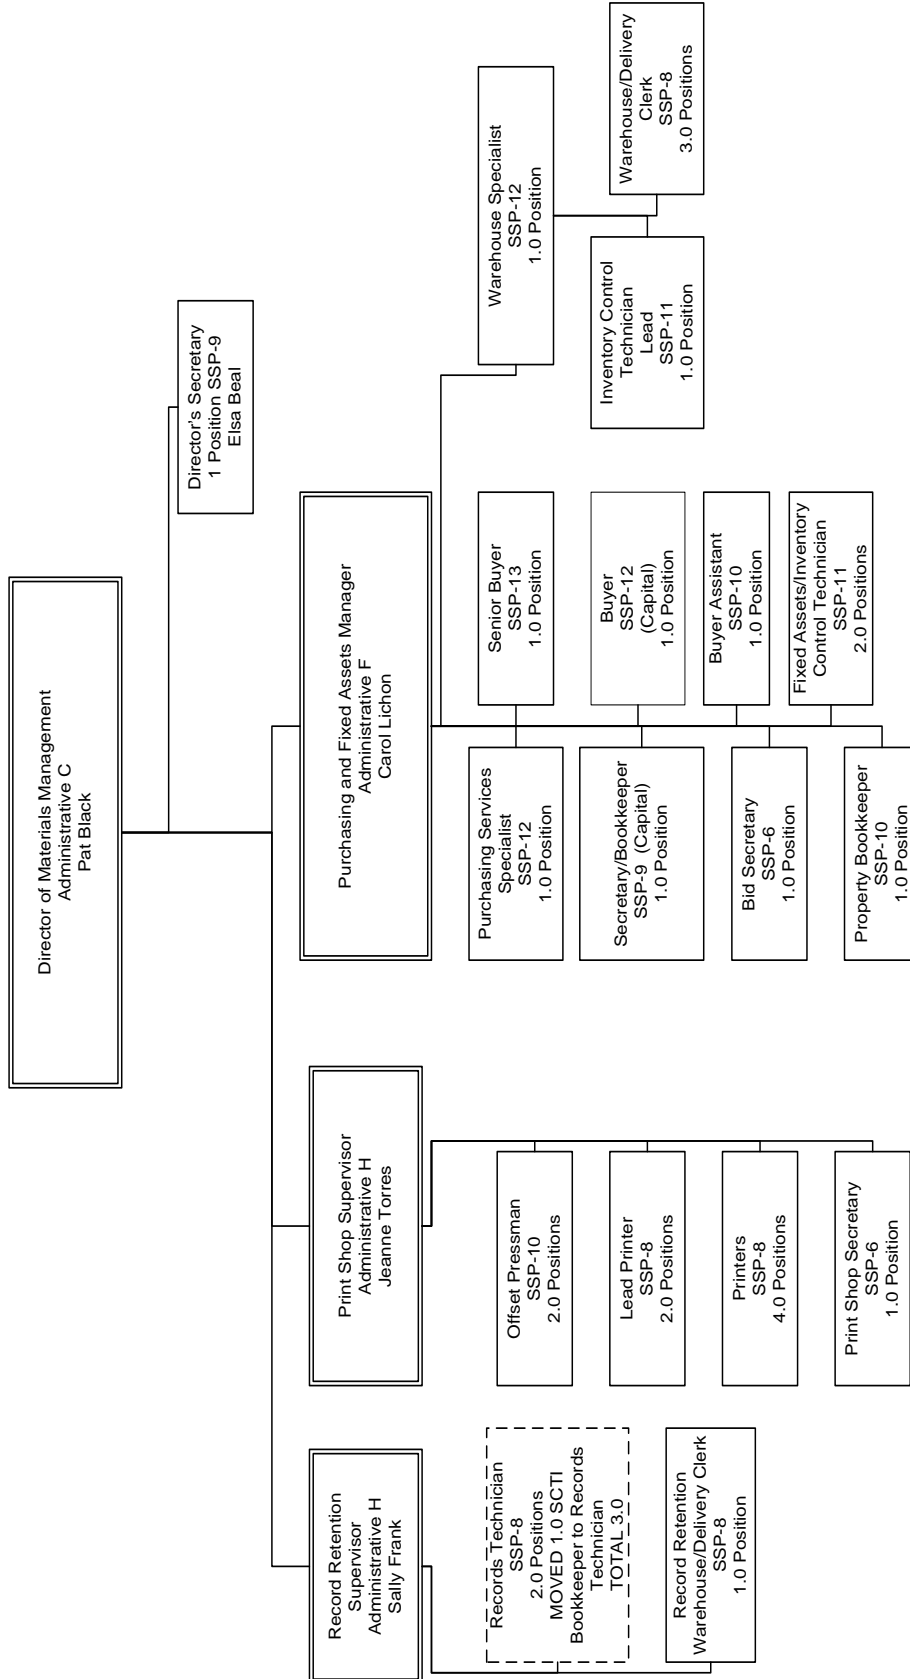 Director of Materials Management
Administrative C
Pat Black
Director's Secretary
1 Position SSP-9
Elsa Beal
Record Retention
Supervisor
Administrative H
Sally Frank
Print Shop Supervisor
Administrative H
Jeanne Torres
Purchasing and Fixed Assets Manager
Administrative F
Carol Lichon
Records Technician
SSP-8
2.0 Positions
MOVED 1.0 SCTI
Bookkeeper to Records
Technician
TOTAL 3.0
Record Retention
Warehouse/Delivery Clerk
SSP-8
1.0 Position
Offset Pressman
SSP-10
2.0 Positions
Lead Printer
SSP-8
2.0 Positions
Printers
SSP-8
4.0 Positions
Print Shop Secretary
SSP-6
1.0 Position
Purchasing Services
Specialist
SSP-12
1.0 Position
Senior Buyer
SSP-13
1.0 Position
Secretary/Bookkeeper
SSP-9 (Capital)
1.0 Position
Buyer
SSP-12
(Capital)
1.0 Position
Bid Secretary
SSP-6
1.0 Position
Buyer Assistant
SSP-10
1.0 Position
Property Bookkeeper
SSP-10
1.0 Position
Fixed Assets/Inventory
Control Technician
SSP-11
2.0 Positions
Warehouse Specialist
SSP-12
1.0 Position
Inventory Control
Technician
Lead
SSP-11
1.0 Position
Warehouse/Delivery
Clerk
SSP-8
3.0 Positions